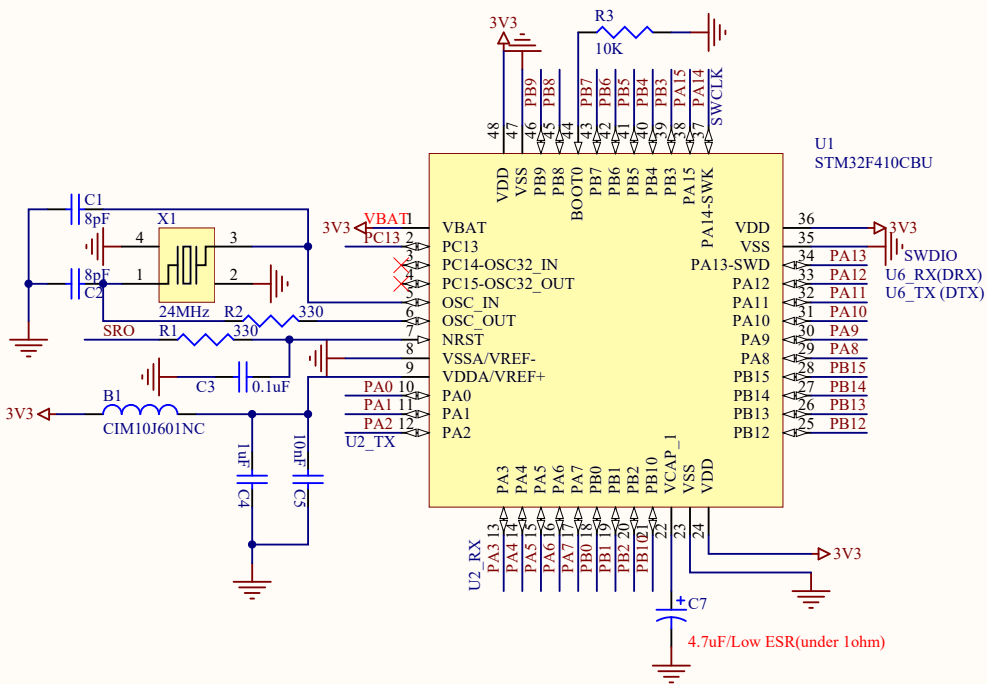 3V3
R3
10K
PB9
PB8
PB7
PB6
PB5
PB4
PB3
PA15
PA14
SWCLK
48
47
46
45
44
43
42
41
40
39
38
37
U1
STM32F410CBU
VDD
VSS
PB9
PB8
BOOT0
PB7
PB6
PB5
PB4
PB3
PA15
PA14-SWK
C1
8pF
X1
4
3
1
2
8pF
C2
24MHz
R2
330
SRO
R1
330
C3
0.1uF
B1
3V3
CIM10J601NC
1uF
C4
10nF
C5
3V3
VBAT
1
VBAT
PC13
2
PC13
3
PC14-OSC32_IN
4
PC15-OSC32_OUT
5
OSC_IN
6
OSC_OUT
7
NRST
8
VSSA/VREF-
9
VDDA/VREF+
PA0
10
PA0
PA1
11
PA1
PA2
12
PA2
U2_TX
VDD
36
3V3
VSS
35
SWDIO
PA13-SWD
34
PA13
U6_RX(DRX)
PA12
33
PA12
U6_TX (DTX)
PA11
32
PA11
PA10
31
PA10
PA9
30
PA9
PA8
29
PA8
PB15
28
PB15
PB14
27
PB14
PB13
26
PB13
PB12
25
PB12
PA3
PA4
PA5
PA6
PA7
PB0
PB1
PB2
PB10
VCAP_1
VSS
VDD
13
14
15
16
17
18
19
20
21
22
23
24
U2_RX
PA3
PA4
PA5
PA6
PA7
PB0
PB1
PB2
PB10
3V3
+
C7
4.7uF/Low ESR(under 1ohm)